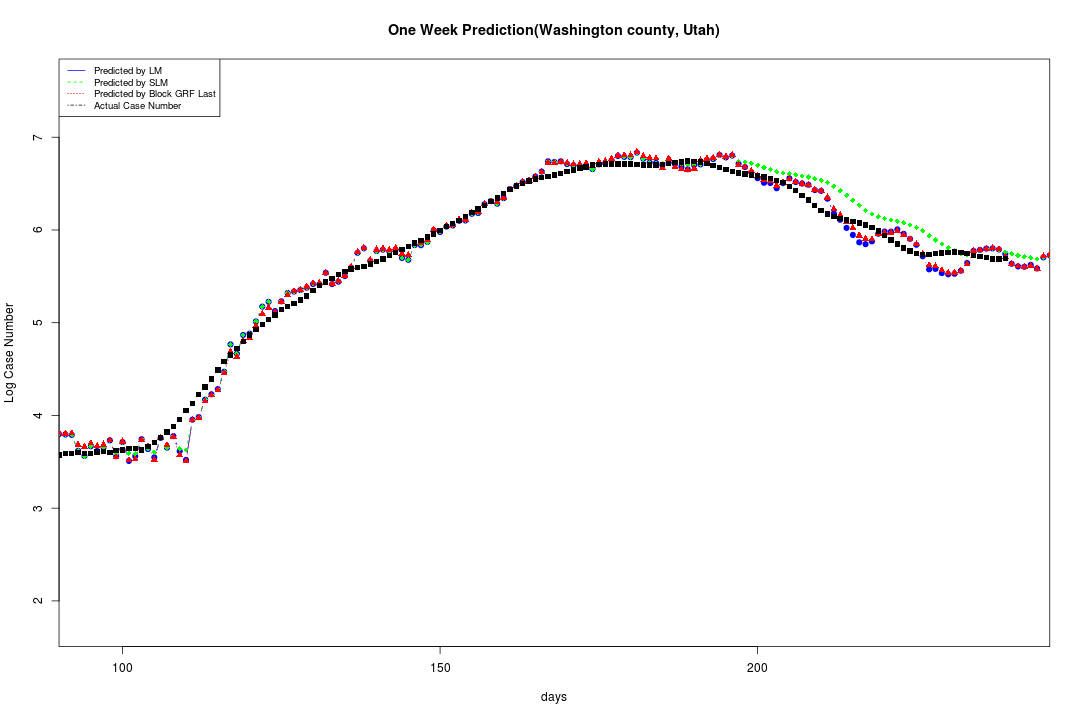 One Week Prediction(Washington county, Utah)
Predicted by LM
Predicted by SLM
Predicted by Block GRF Last
Actual Case Number
7
6
5
4
3
2
Log Case Number
100 150 200
days